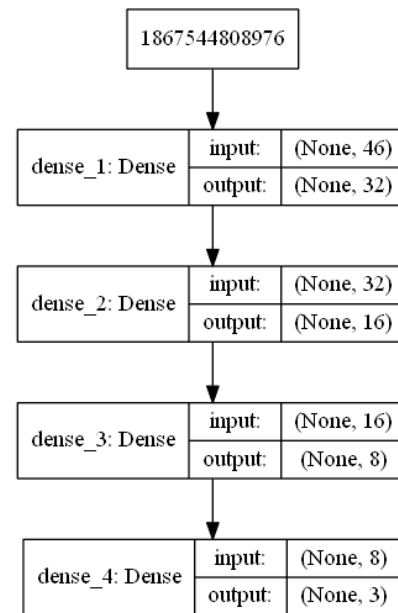 1867544808976
dense_1: Dense
input: (None, 46)
output: (None, 32)
dense_2: Dense
input: (None, 32)
output: (None, 16)
dense_3: Dense
input: (None, 16)
output: (None, 8)
dense_4: Dense
input: (None, 8)
output: (None, 3)